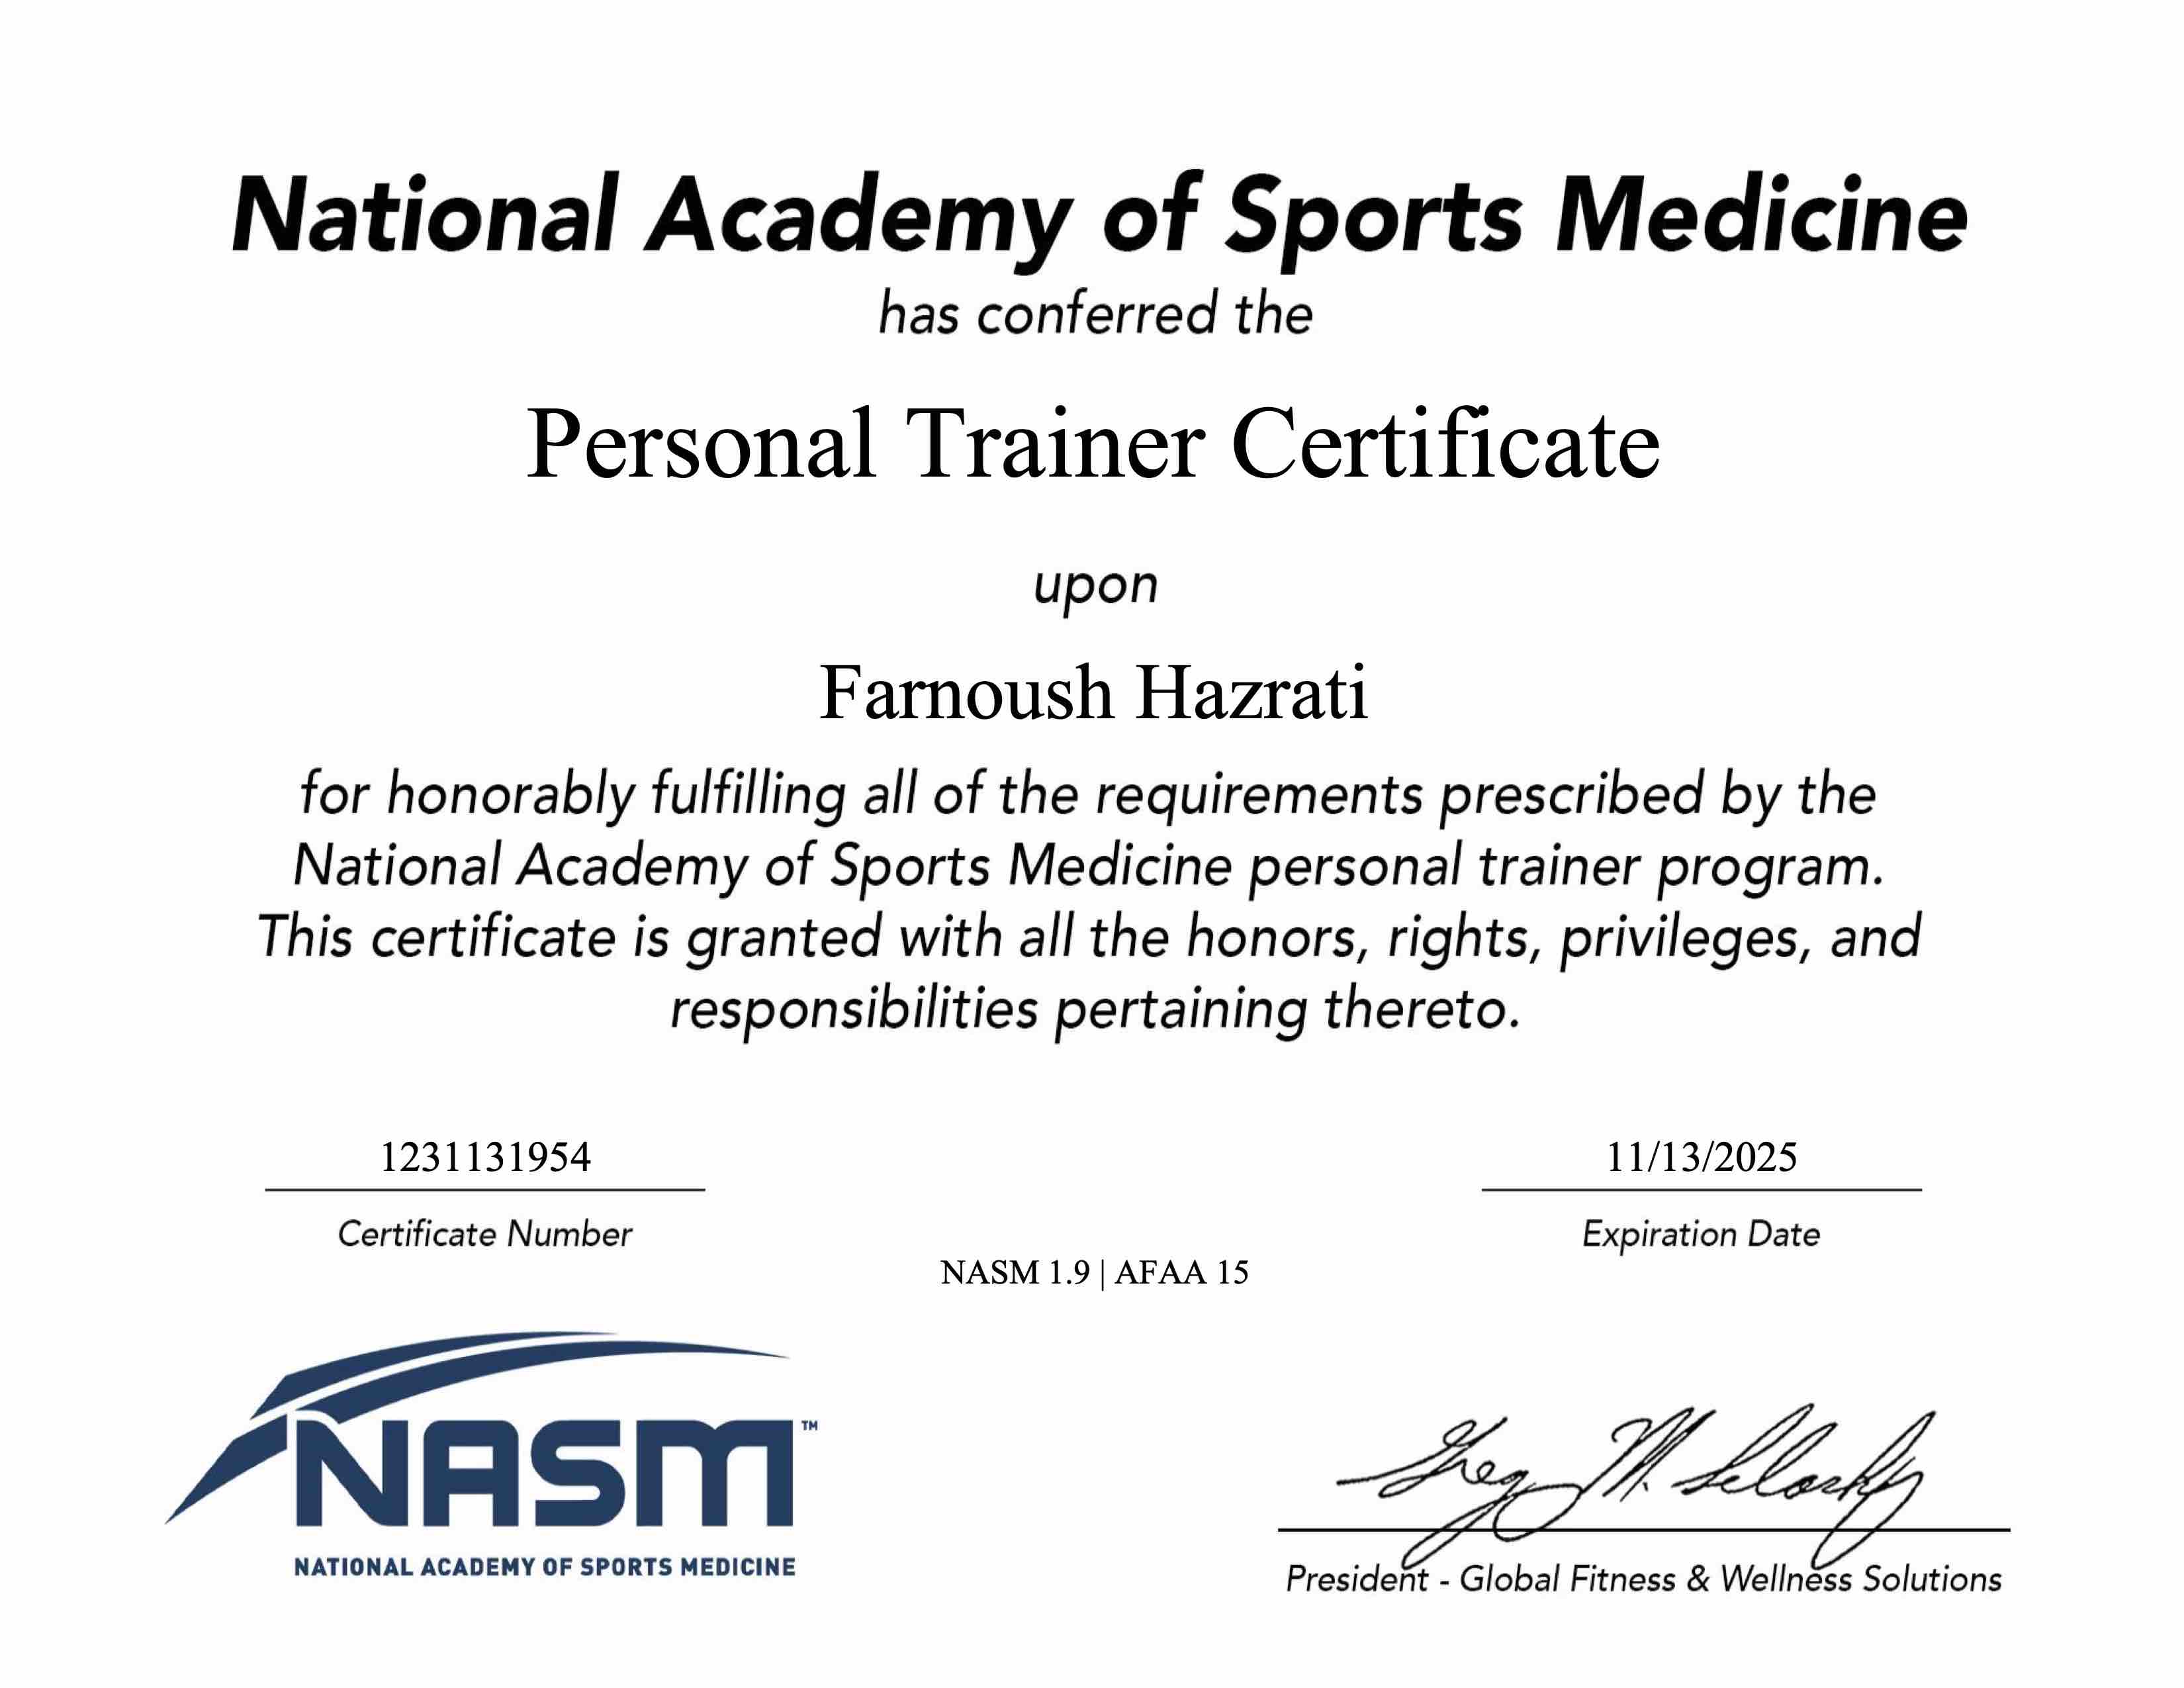 National Academy of Sports Medicine
has conferred the
Personal Trainer Certificate
upon
Farnoush Hazrati
for honorably fulfilling all of the requirements prescribed by the
National Academy of Sports Medicine personal trainer program.
This certificate is granted with all the honors, rights, privileges, and
responsibilities pertaining thereto.
1231131954
Certificate Number
11/13/2025
Expiration Date
NASM 1.9 | AFAA 15
NASM™
NATIONAL ACADEMY OF SPORTS MEDICINE
President - Global Fitness & Wellness Solutions